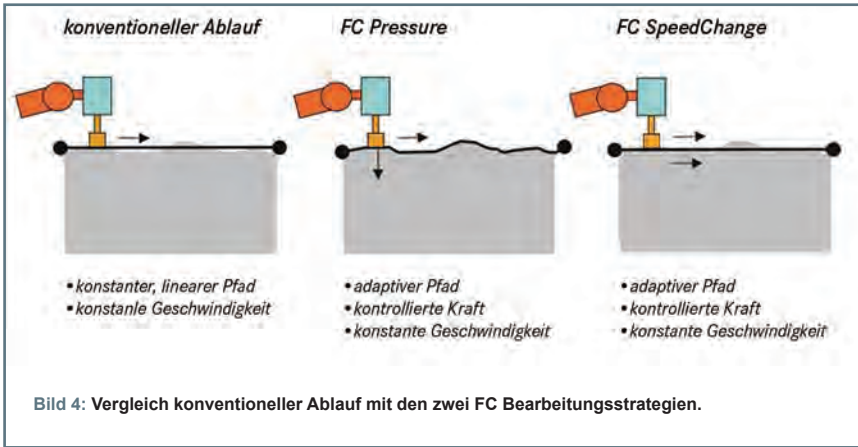 konventioneller Ablauf
FC Pressure
FC SpeedChange
• konstanter, linearer Pfad
• konstanle Geschwindigkeit
• adaptiver Pfad
• kontrollierte Kraft
• konstante Geschwindigkeit
• adaptiver Pfad
• kontrollierte Kraft
• konstante Geschwindigkeit
Bild 4: Vergleich konventioneller Ablauf mit den zwei FC Bearbeitungsstrategien.